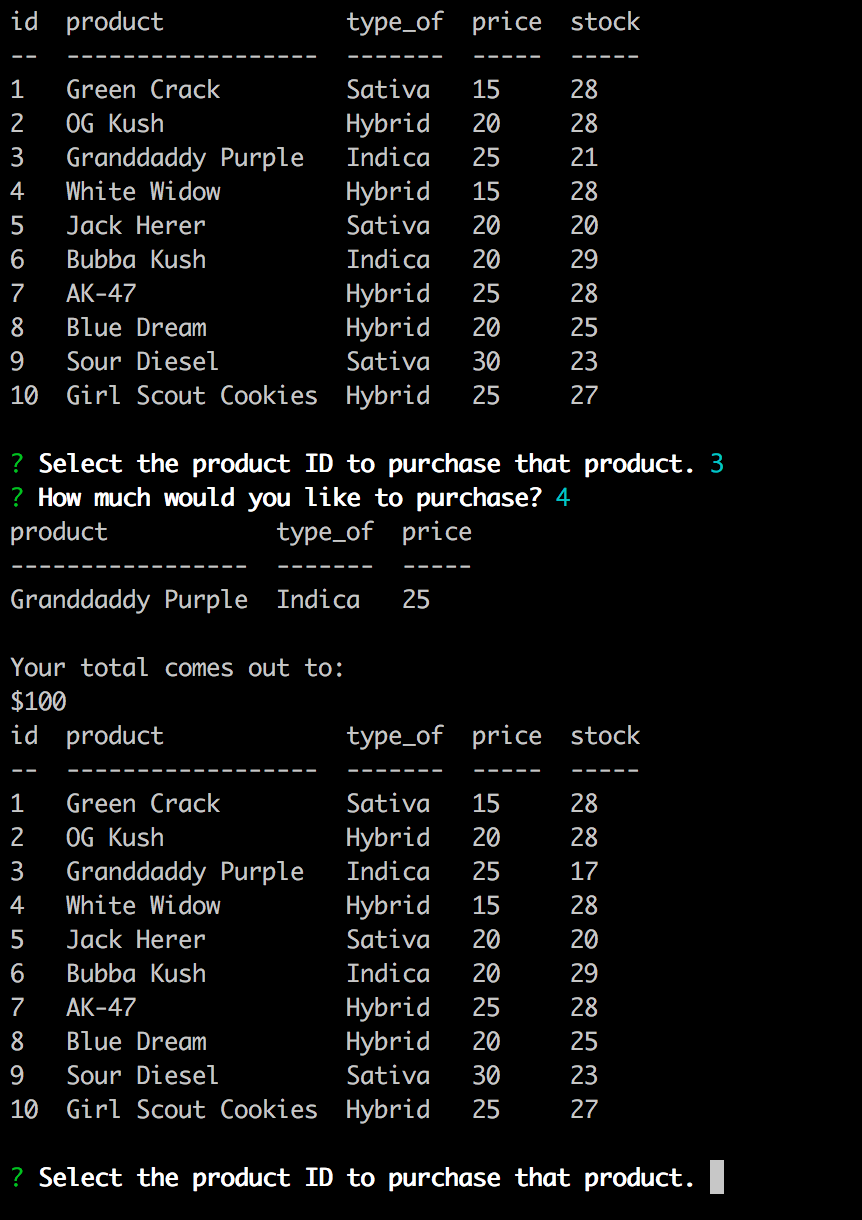 id  product             type_of  price  stock
--  ------------------  -------  -----  -----
1   Green Crack         Sativa   15     28
2   OG Kush             Hybrid   20     28
3   Granddaddy Purple   Indica   25     21
4   White Widow         Hybrid   15     28
5   Jack Herer          Sativa   20     20
6   Bubba Kush          Indica   20     29
7   AK-47               Hybrid   25     28
8   Blue Dream          Hybrid   20     25
9   Sour Diesel         Sativa   30     23
10  Girl Scout Cookies  Hybrid   25     27
? Select the product ID to purchase that product. 3
? How much would you like to purchase? 4
product            type_of  price
-----------------  -------  -----
Granddaddy Purple  Indica   25
Your total comes out to:
$100
id  product             type_of  price  stock
--  ------------------  -------  -----  -----
1   Green Crack         Sativa   15     28
2   OG Kush             Hybrid   20     28
3   Granddaddy Purple   Indica   25     17
4   White Widow         Hybrid   15     28
5   Jack Herer          Sativa   20     20
6   Bubba Kush          Indica   20     29
7   AK-47               Hybrid   25     28
8   Blue Dream          Hybrid   20     25
9   Sour Diesel         Sativa   30     23
10  Girl Scout Cookies  Hybrid   25     27
? Select the product ID to purchase that product.